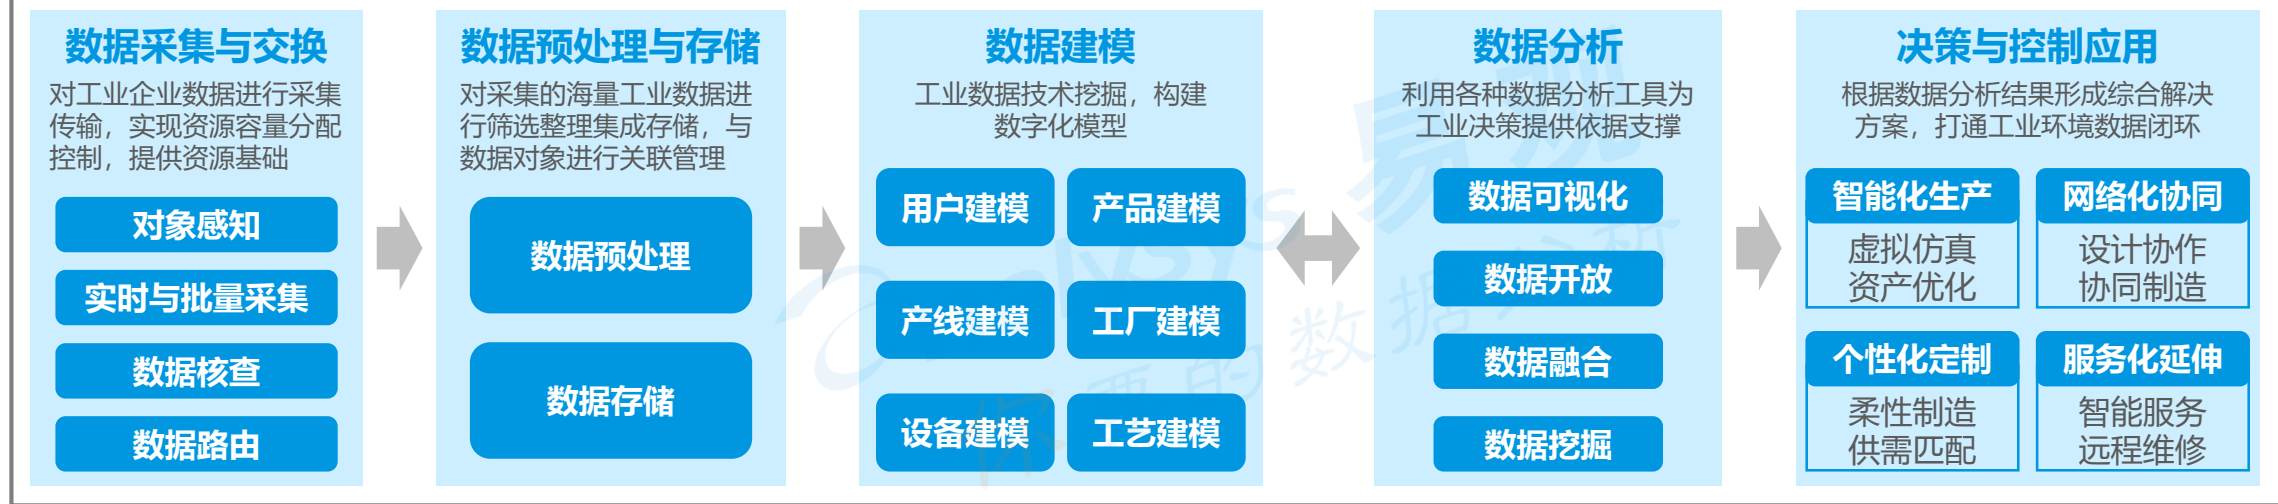 数据采集与交换
对工业企业数据进行采集
传输，实现资源容量分配
控制，提供资源基础
对象感知
实时与批量采集
数据核查
数据路由
数据预处理与存储
对采集的海量工业数据进
行筛选整理集成存储，与
数据对象进行关联管理
数据预处理
数据存储
数据建模
工业数据技术挖掘，构建
数字化模型
用户建模
产品建模
产线建模
工厂建模
设备建模
工艺建模
数据分析
利用各种数据分析工具为
工业决策提供依据支撑
数据可视化
数据开放
数据融合
数据挖掘
决策与控制应用
根据数据分析结果形成综合解决
方案，打通工业环境数据闭环
智能化生产
虚拟仿真
资产优化
网络化协同
设计协作
协同制造
个性化定制
柔性制造
供需匹配
服务化延伸
智能服务
远程维修
易观
你要的数据分析